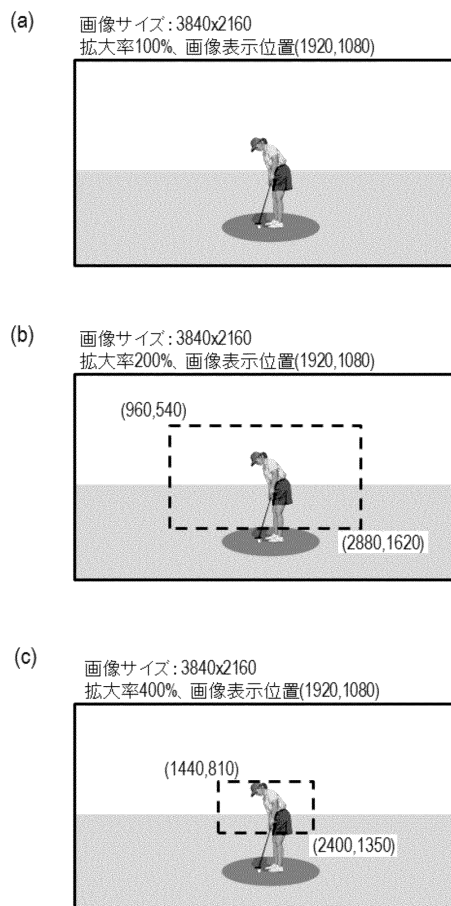 (a)
画像サイズ：3840x2160
拡大率100%、画像表示位置(1920,1080)
(b)
画像サイズ：3840x2160
拡大率200%、画像表示位置(1920,1080)
(960,540)
(2880,1620)
(c)
画像サイズ：3840x2160
拡大率400%、画像表示位置(1920,1080)
(1440,810)
(2400,1350)